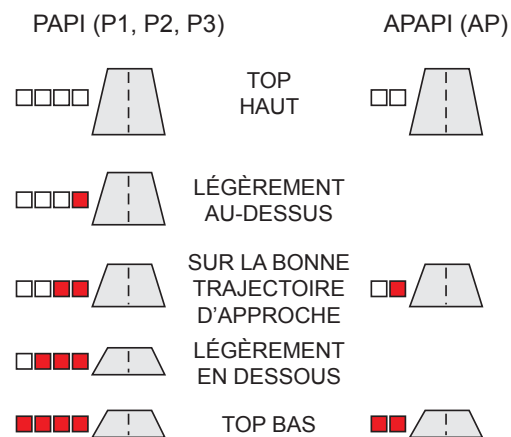 PAPI (P1, P2, P3)
APAPI (AP)
TOP
HAUT
LÉGÈREMENT
AU-DESSUS
SUR LA BONNE
TRAJECTOIRE
D'APPROCHE
LÉGÈREMENT
EN DESSOUS
TOP BAS